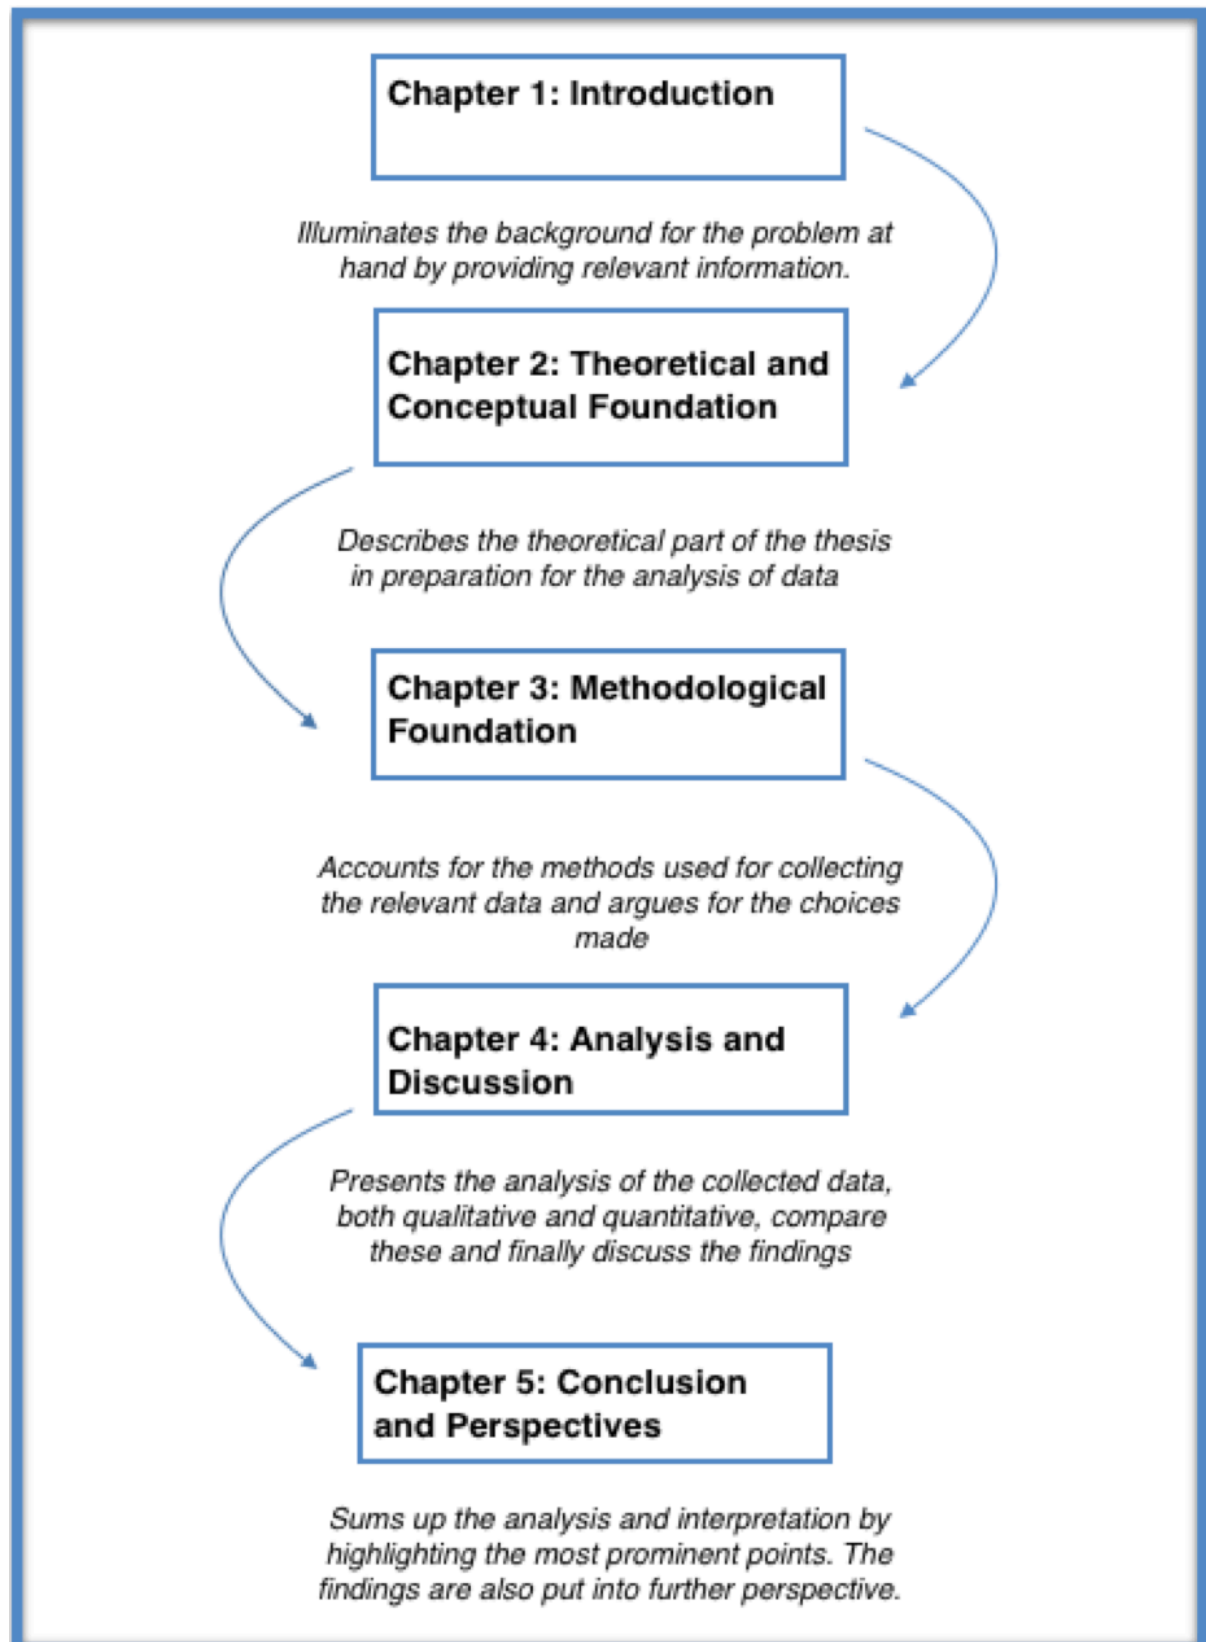 Chapter 1: Introduction
Illuminates the background for the problem at
hand by providing relevant information.
Chapter 2: Theoretical and
Conceptual Foundation
Describes the theoretical part of the thesis
in preparation for the analysis of data
Chapter 3: Methodological
Foundation
Accounts for the methods used for collecting
the relevant data and argues for the choices
made
Chapter 4: Analysis and
Discussion
Presents the analysis of the collected data,
both qualitative and quantitative, compare
these and finally discuss the findings
Chapter 5: Conclusion
and Perspectives
Sums up the analysis and interpretation by
highlighting the most prominent points. The
findings are also put into further perspective.